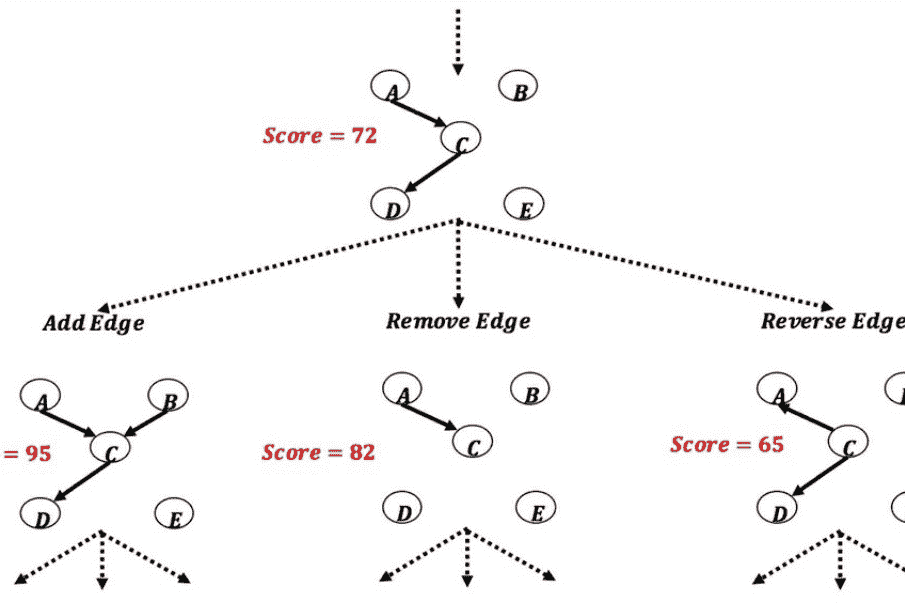 A B
Score = 72
C
D E
Add Edge Remove Edge Reverse Edge
A B A B A
= 95 C Score = 82 C Score = 65 C
D E D E D